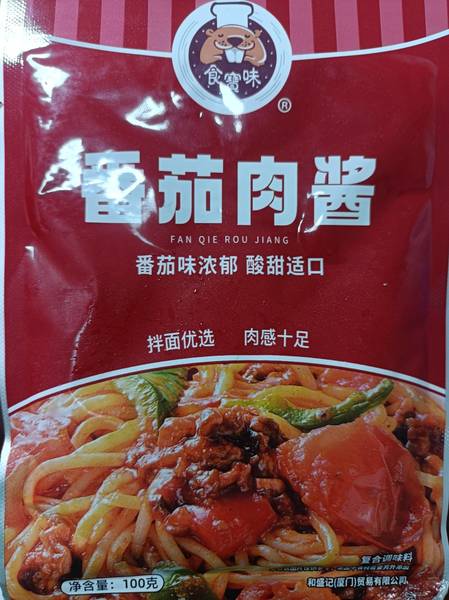 食寶味
®
番茄肉酱
FAN QIE ROU JIANG
番茄味浓郁 酸甜适口
拌面优选 肉感十足
复合调味料
和盛记(厦门)贸易有限公司
净含量：100克